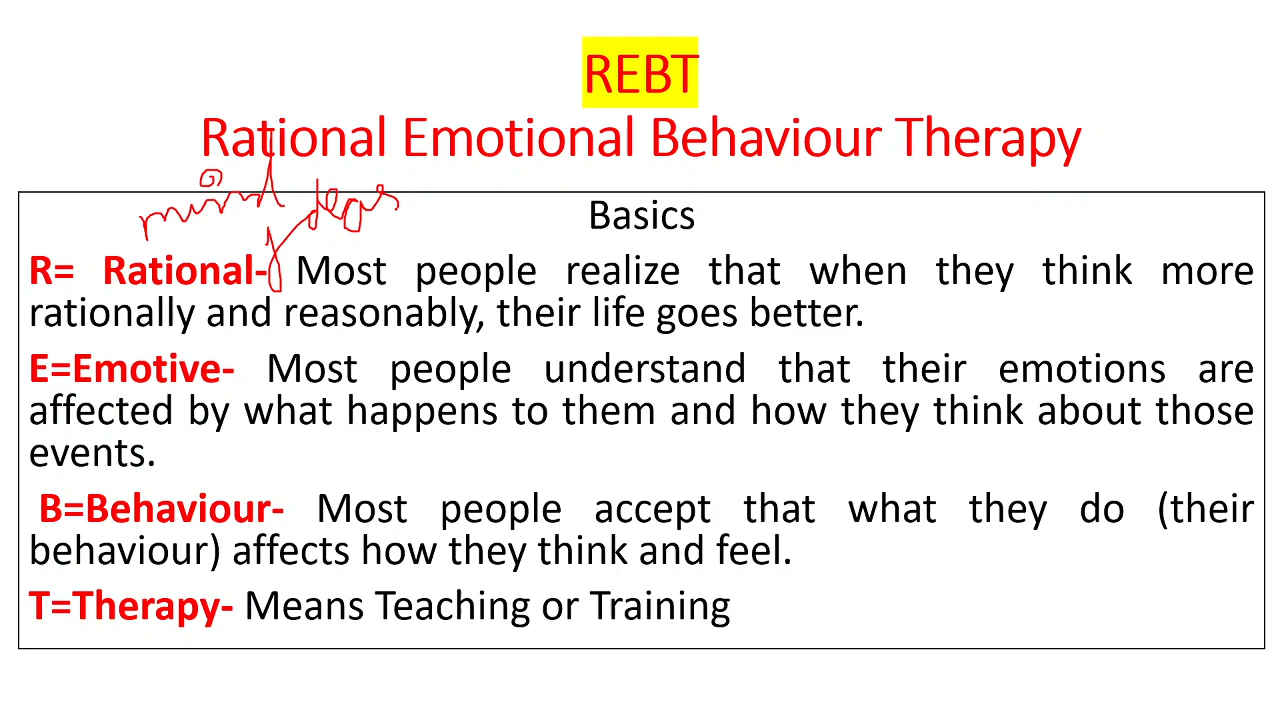 REBT
Rational Emotional Behaviour Therapy
mind
Ideas
Basics
R= Rational- Most people realize that when they think more
rationally and reasonably, their life goes better.
E=Emotive- Most people understand that their emotions are
affected by what happens to them and how they think about those
events.
B=Behaviour- Most people accept that what they do (their
behaviour) affects how they think and feel.
T=Therapy- Means Teaching or Training